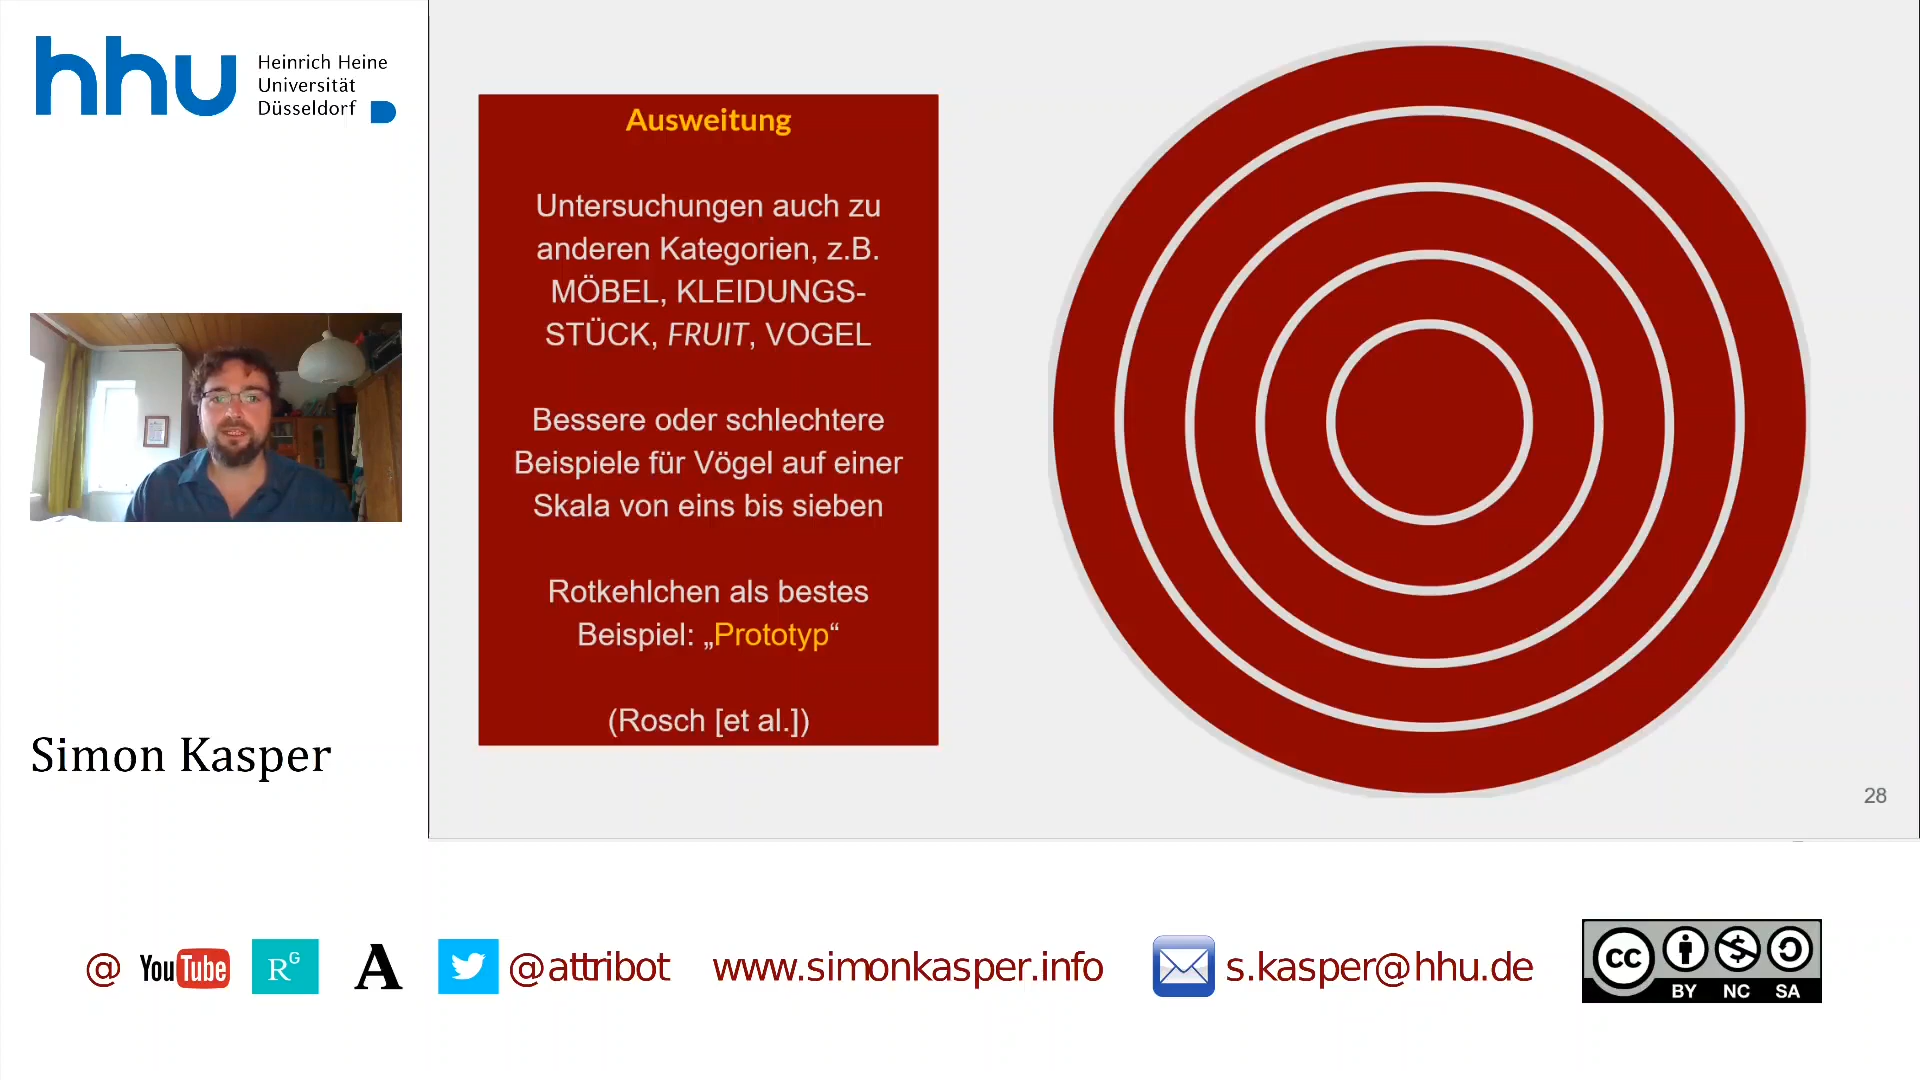 hhu Heinrich Heine
Universität
Düsseldorf
Ausweitung
Untersuchungen auch zu
anderen Kategorien, z.B.
MÖBEL, KLEIDUNGS-
STÜCK, FRUIT, VOGEL
Bessere oder schlechtere
Beispiele für Vögel auf einer
Skala von eins bis sieben
Rotkehlchen als bestes
Beispiel: „Prototyp“
(Rosch [et al.])
28
Simon Kasper
@ YouTube RG A @attribot www.simonkasper.info s.kasper@hhu.de
cc BY NC SA